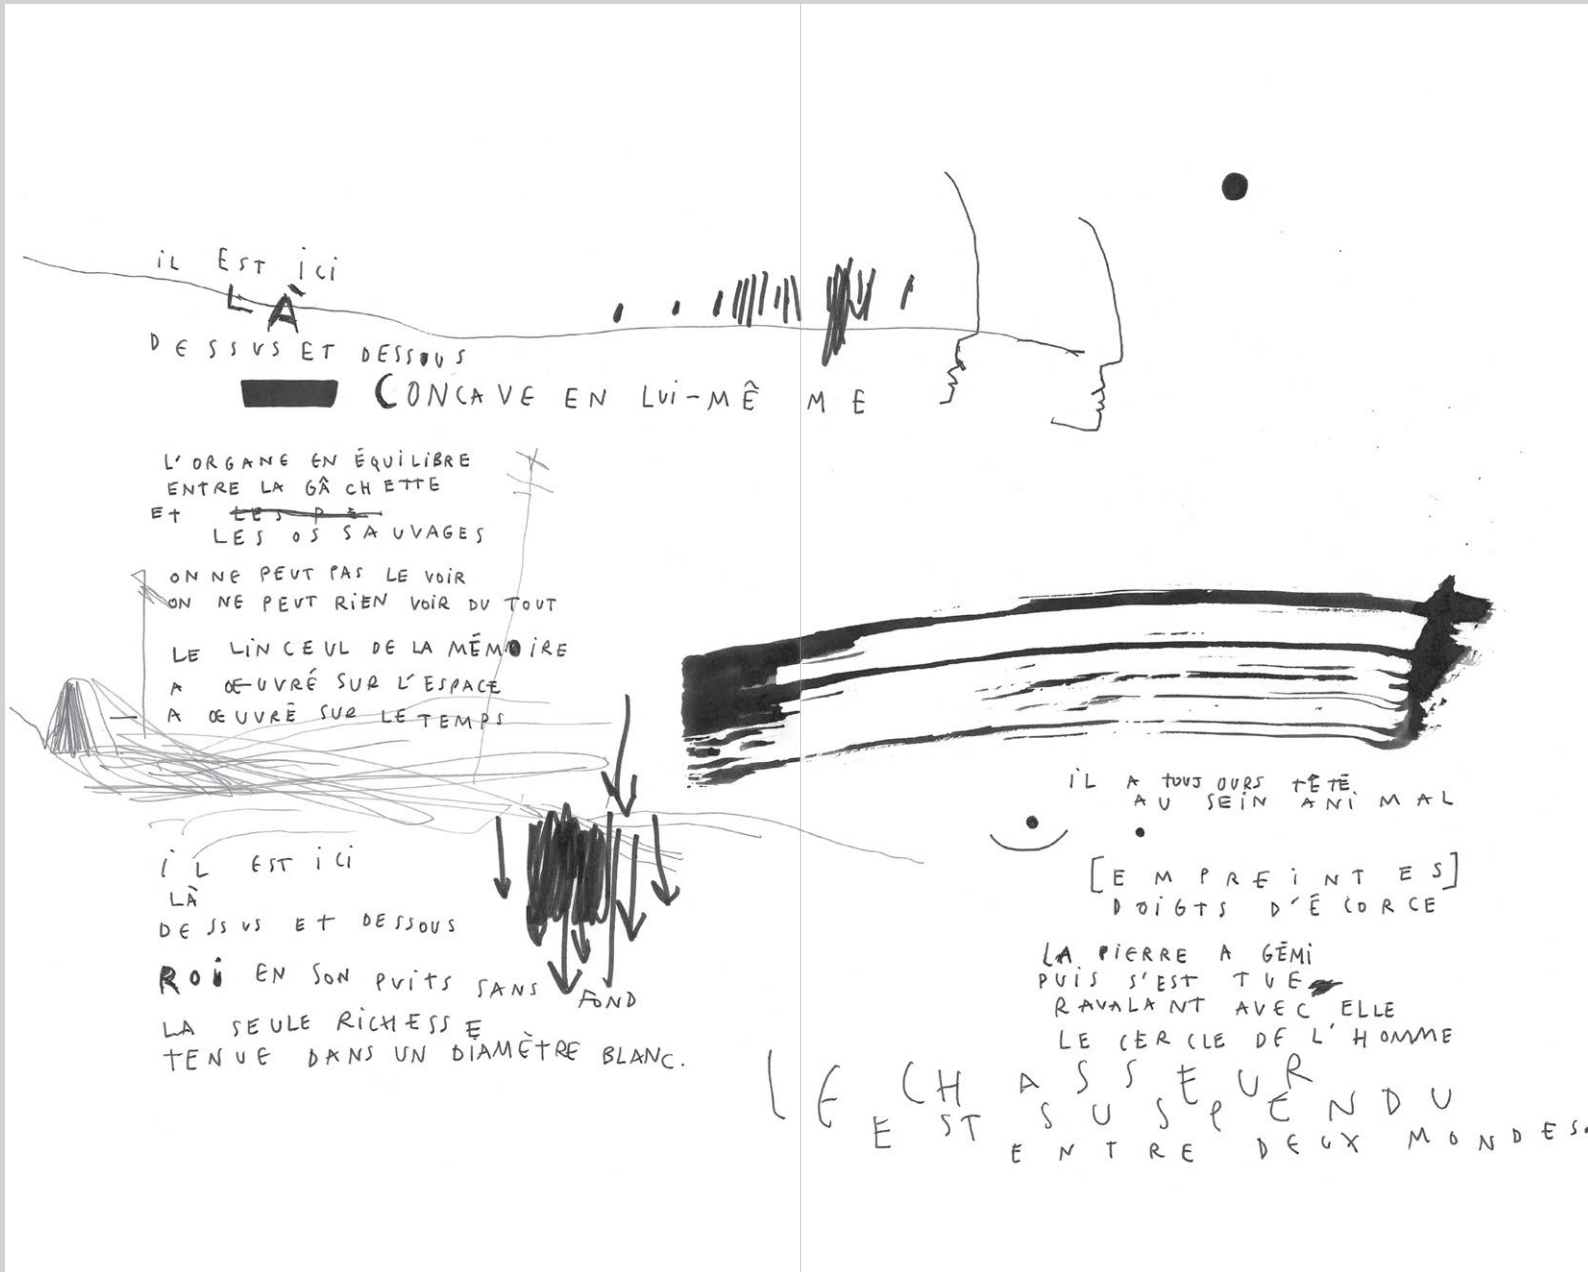 iL EST ici
LÀ
DESSUS ET DESSOUS
CONCAVE EN LUi-MÊME
L'ORGANE EN ÉQUILIBRE
ENTRE LA GÂCHETTE
ET LES PE
LES OS SAUVAGES
ON NE PEUT PAS LE VOIR
ON NE PEUT RIEN VOIR DU TOUT
LE LINCEUL DE LA MÉMOIRE
A ŒUVRÉ SUR L'ESPACE
A ŒUVRÉ SUR LE TEMPS
iL EST iCi
LÀ
DESSUS ET DESSOUS
ROi EN SON PUITS SANS FOND
LA SEULE RiCHESSE
TENUE DANS UN DiAMÈTRE BLANC.
iL A TOUJOURS TÊTÉ
AU SEiN ANiMAL
[EMPREiNTES]
DOiGTS D'ÉCORCE
LA PiERRE A GÉMi
PUiS S'EST TUE
RAVALANT AVEC ELLE
LE CERCLE DE L'HOMME
LE CHASSEUR
EST SUSPENDU
ENTRE DEUX MONDES.